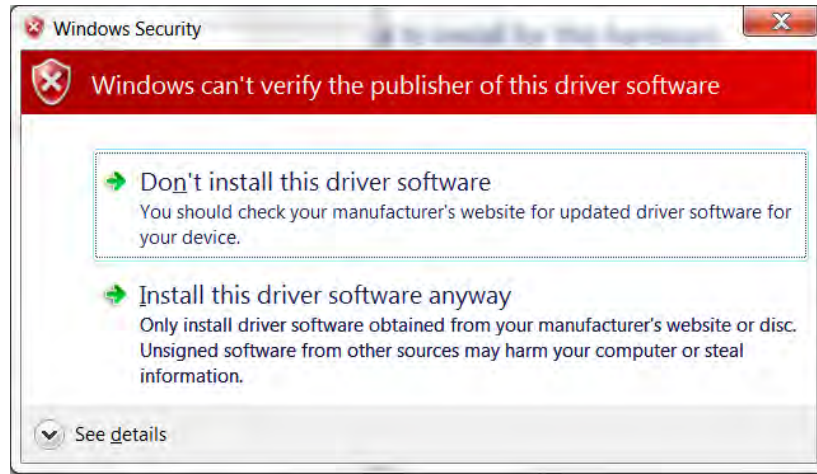 Windows Security
Windows can't verify the publisher of this driver software
Don't install this driver software
You should check your manufacturer's website for updated driver software for
your device.
Install this driver software anyway
Only install driver software obtained from your manufacturer's website or disc.
Unsigned software from other sources may harm your computer or steal
information.
See details